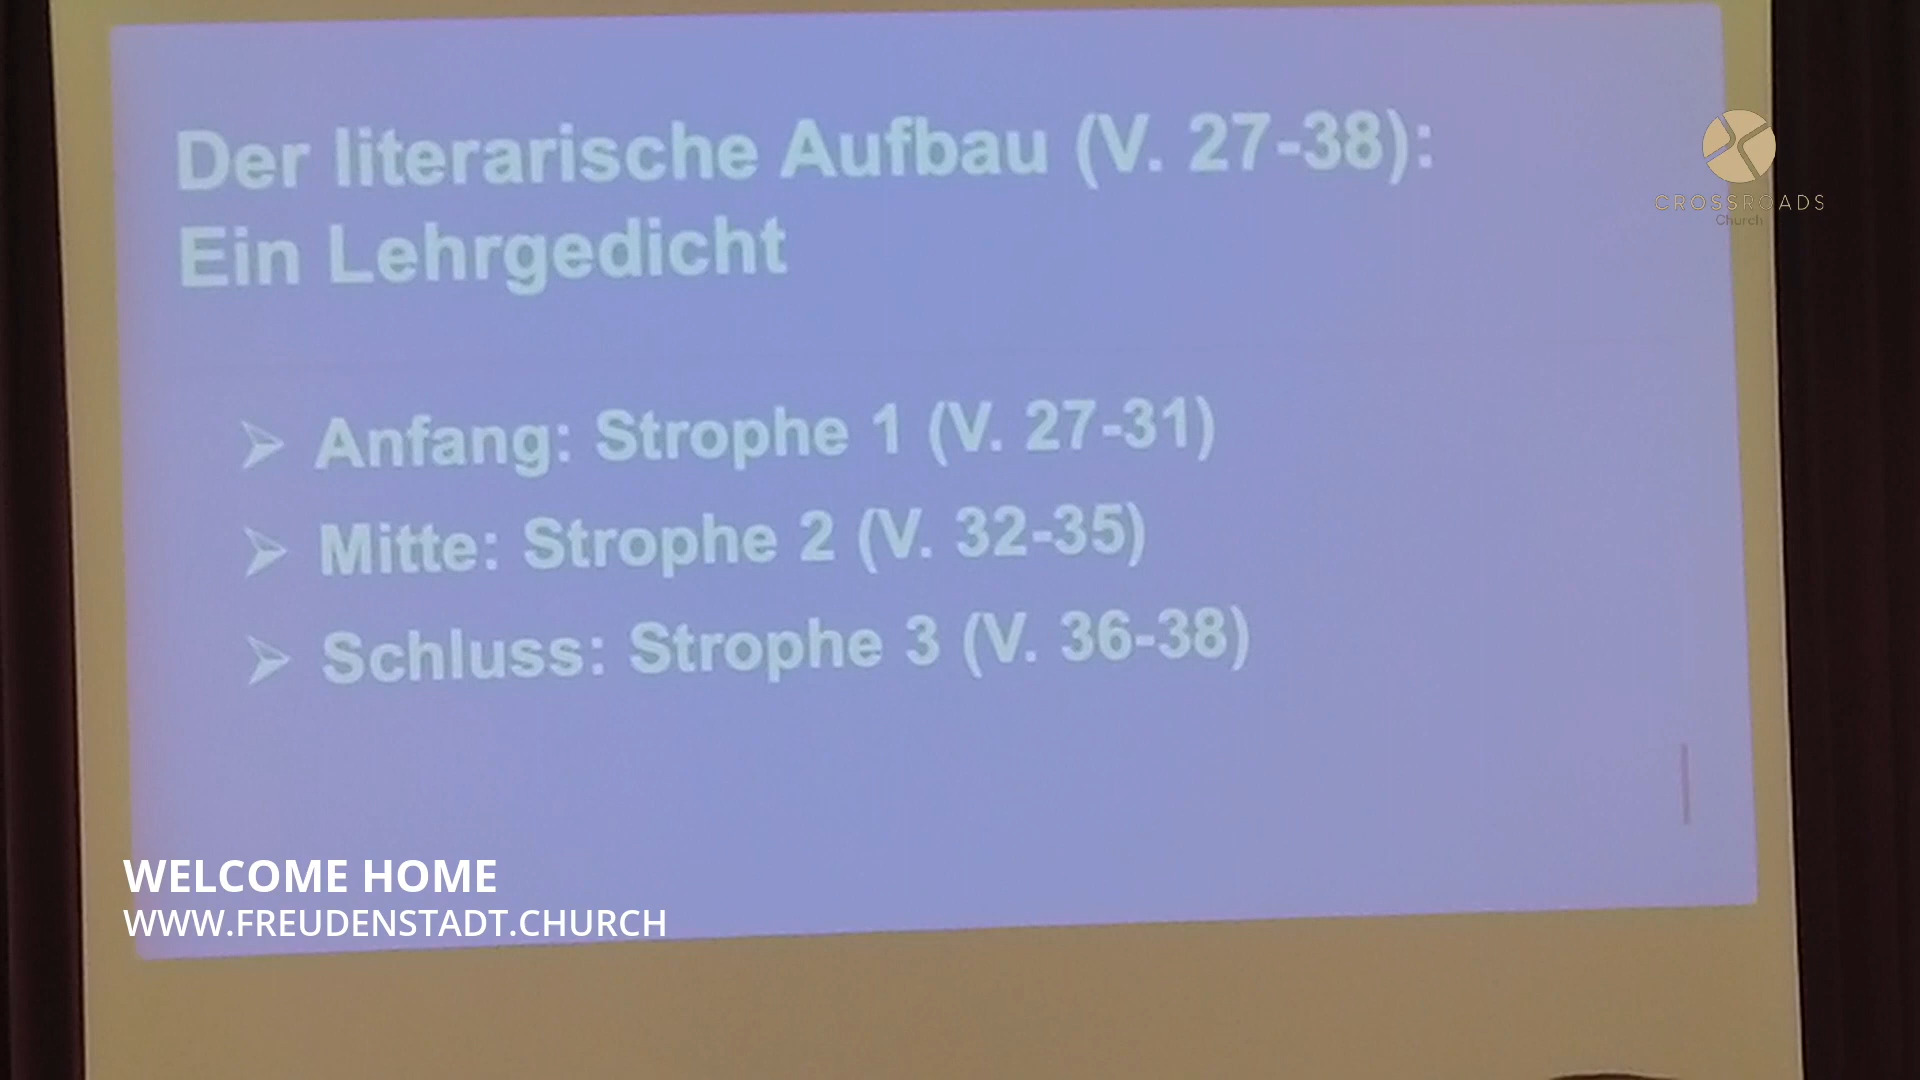 Der literarische Aufbau (V. 27-38):
Ein Lehrgedicht
➢ Anfang: Strophe 1 (V. 27-31)
➢ Mitte: Strophe 2 (V. 32-35)
➢ Schluss: Strophe 3 (V. 36-38)
CROSSROADS
Church
WELCOME HOME
WWW.FREUDENSTADT.CHURCH